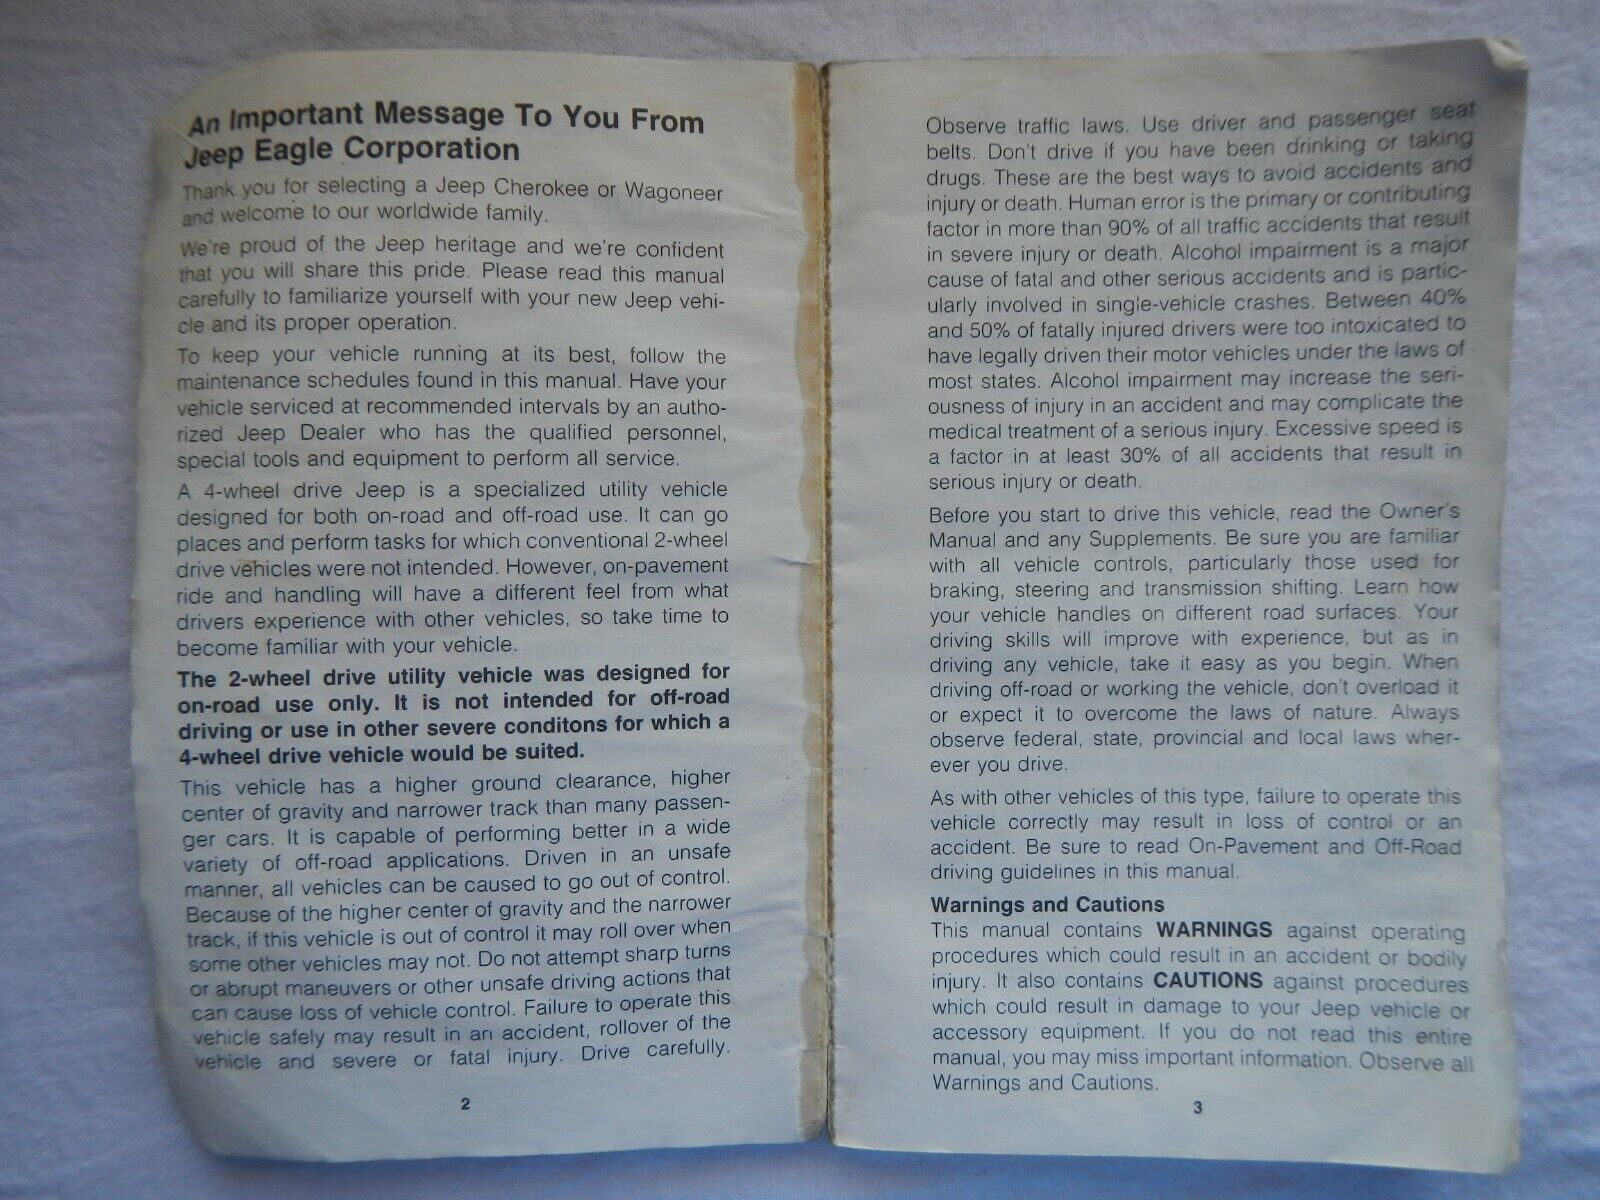 An Important Message To You From
Jeep Eagle Corporation
Thank you for selecting a Jeep Cherokee or Wagoneer
and welcome to our worldwide family.
We're proud of the Jeep heritage and we're confident
that you will share this pride. Please read this manual
carefully to familiarize yourself with your new Jeep vehi-
cle and its proper operation.
To keep your vehicle running at its best, follow the
maintenance schedules found in this manual. Have your
vehicle serviced at recommended intervals by an autho-
rized Jeep Dealer who has the qualified personnel,
special tools and equipment to perform all service.
A 4-wheel drive Jeep is a specialized utility vehicle
designed for both on-road and off-road use. It can go
places and perform tasks for which conventional 2-wheel
drive vehicles were not intended. However, on-pavement
ride and handling will have a different feel from what
drivers experience with other vehicles, so take time to
become familiar with your vehicle.
The 2-wheel drive utility vehicle was designed for
on-road use only. It is not intended for off-road
driving or use in other severe conditons for which a
4-wheel drive vehicle would be suited.
This vehicle has a higher ground clearance, higher
center of gravity and narrower track than many passen-
ger cars. It is capable of performing better in a wide
variety of off-road applications. Driven in an unsafe
manner, all vehicles can be caused to go out of control.
Because of the higher center of gravity and the narrower
track, if this vehicle is out of control it may roll over when
some other vehicles may not. Do not attempt sharp turns
or abrupt maneuvers or other unsafe driving actions that
can cause loss of vehicle control. Failure to operate this
vehicle safely may result in an accident, rollover of the
vehicle and severe or fatal injury. Drive carefully.
2
Observe traffic laws. Use driver and passenger seat
belts. Don't drive if you have been drinking or taking
drugs. These are the best ways to avoid accidents and
injury or death. Human error is the primary or contributing
factor in more than 90% of all traffic accidents that result
in severe injury or death. Alcohol impairment is a major
cause of fatal and other serious accidents and is partic-
ularly involved in single-vehicle crashes. Between 40%
and 50% of fatally injured drivers were too intoxicated to
have legally driven their motor vehicles under the laws of
most states. Alcohol impairment may increase the seri-
ousness of injury in an accident and may complicate the
medical treatment of a serious injury. Excessive speed is
a factor in at least 30% of all accidents that result in
serious injury or death.
Before you start to drive this vehicle, read the Owner's
Manual and any Supplements. Be sure you are familiar
with all vehicle controls, particularly those used for
braking, steering and transmission shifting. Learn how
your vehicle handles on different road surfaces. Your
driving skills will improve with experience, but as in
driving any vehicle, take it easy as you begin. When
driving off-road or working the vehicle, don't overload it
or expect it to overcome the laws of nature. Always
observe federal, state, provincial and local laws wher-
ever you drive.
As with other vehicles of this type, failure to operate this
vehicle correctly may result in loss of control or an
accident. Be sure to read On-Pavement and Off-Road
driving guidelines in this manual.
Warnings and Cautions
This manual contains WARNINGS against operating
procedures which could result in an accident or bodily
injury. It also contains CAUTIONS against procedures
which could result in damage to your Jeep vehicle or
accessory equipment. If you do not read this entire
manual, you may miss important information. Observe all
Warnings and Cautions.
3